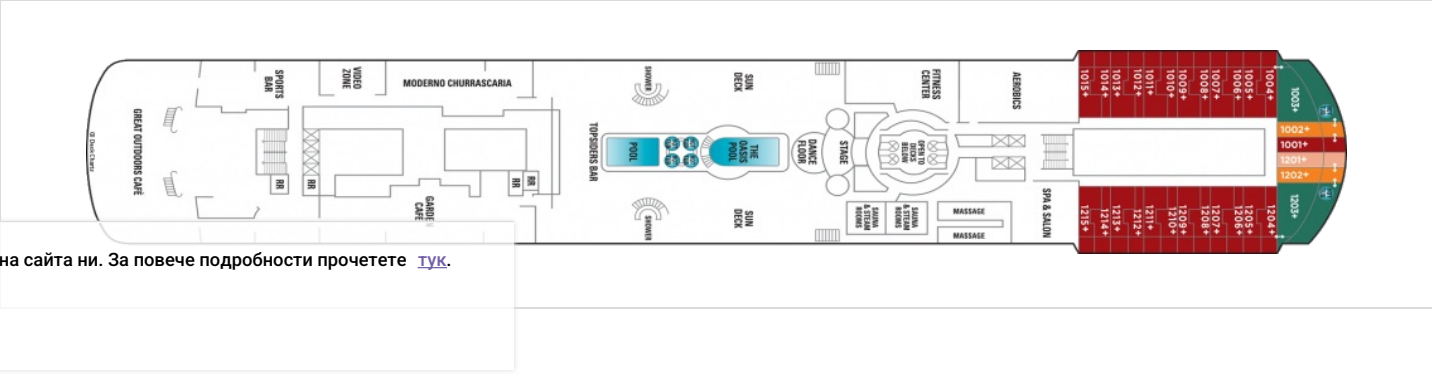 © DeckCharts
GREAT OUTDOORS CAFÉ
SPORTS
BAR
VIDEO
ZONE
MODERNO CHURRASCARIA
RR
RR
RR
RR
TOPSIDERS BAR
SHOWER
SUN
DECK
POOL
THE
OASIS
POOL
SHOWER
SUN
DECK
DANCE
FLOOR
STAGE
OPEN TO
DECKS
BELOW
FITNESS
CENTER
AEROBICS
SAUNA
& STEAM
ROOMS
SAUNA
& STEAM
ROOMS
MASSAGE
MASSAGE
SPA & SALON
1015+
1014+
1013+
1012+
1011+
1010+
1009+
1008+
1007+
1006+
1005+
1004+
1003+
1002+
1001+
1201+
1202+
1203+
1215+
1214+
1213+
1212+
1211+
1210+
1209+
1208+
1207+
1206+
1205+
1204+
CAFÉ
на сайта ни. За повече подробности прочетете тук.